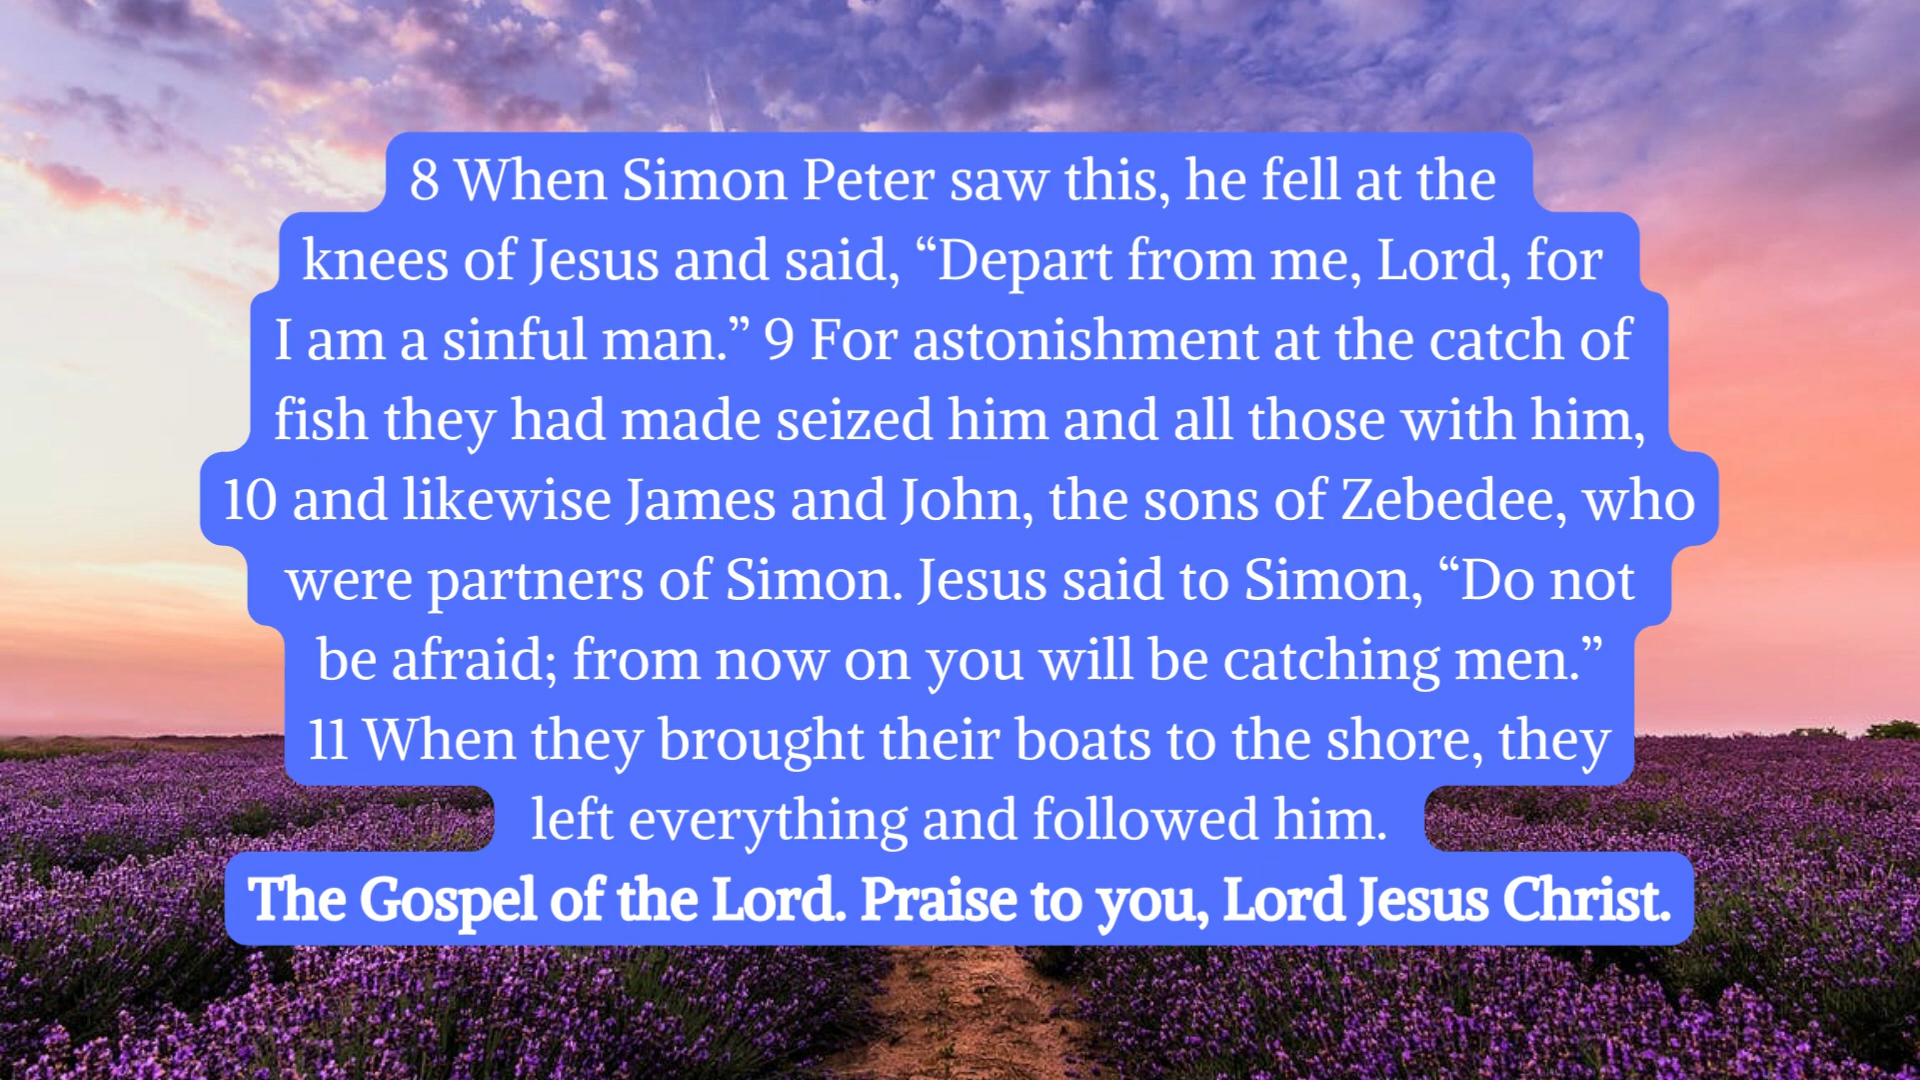 8 When Simon Peter saw this, he fell at the
knees of Jesus and said, “Depart from me, Lord, for
I am a sinful man.” 9 For astonishment at the catch of
fish they had made seized him and all those with him,
10 and likewise James and John, the sons of Zebedee, who
were partners of Simon. Jesus said to Simon, “Do not
be afraid; from now on you will be catching men.”
11 When they brought their boats to the shore, they
left everything and followed him.
The Gospel of the Lord. Praise to you, Lord Jesus Christ.